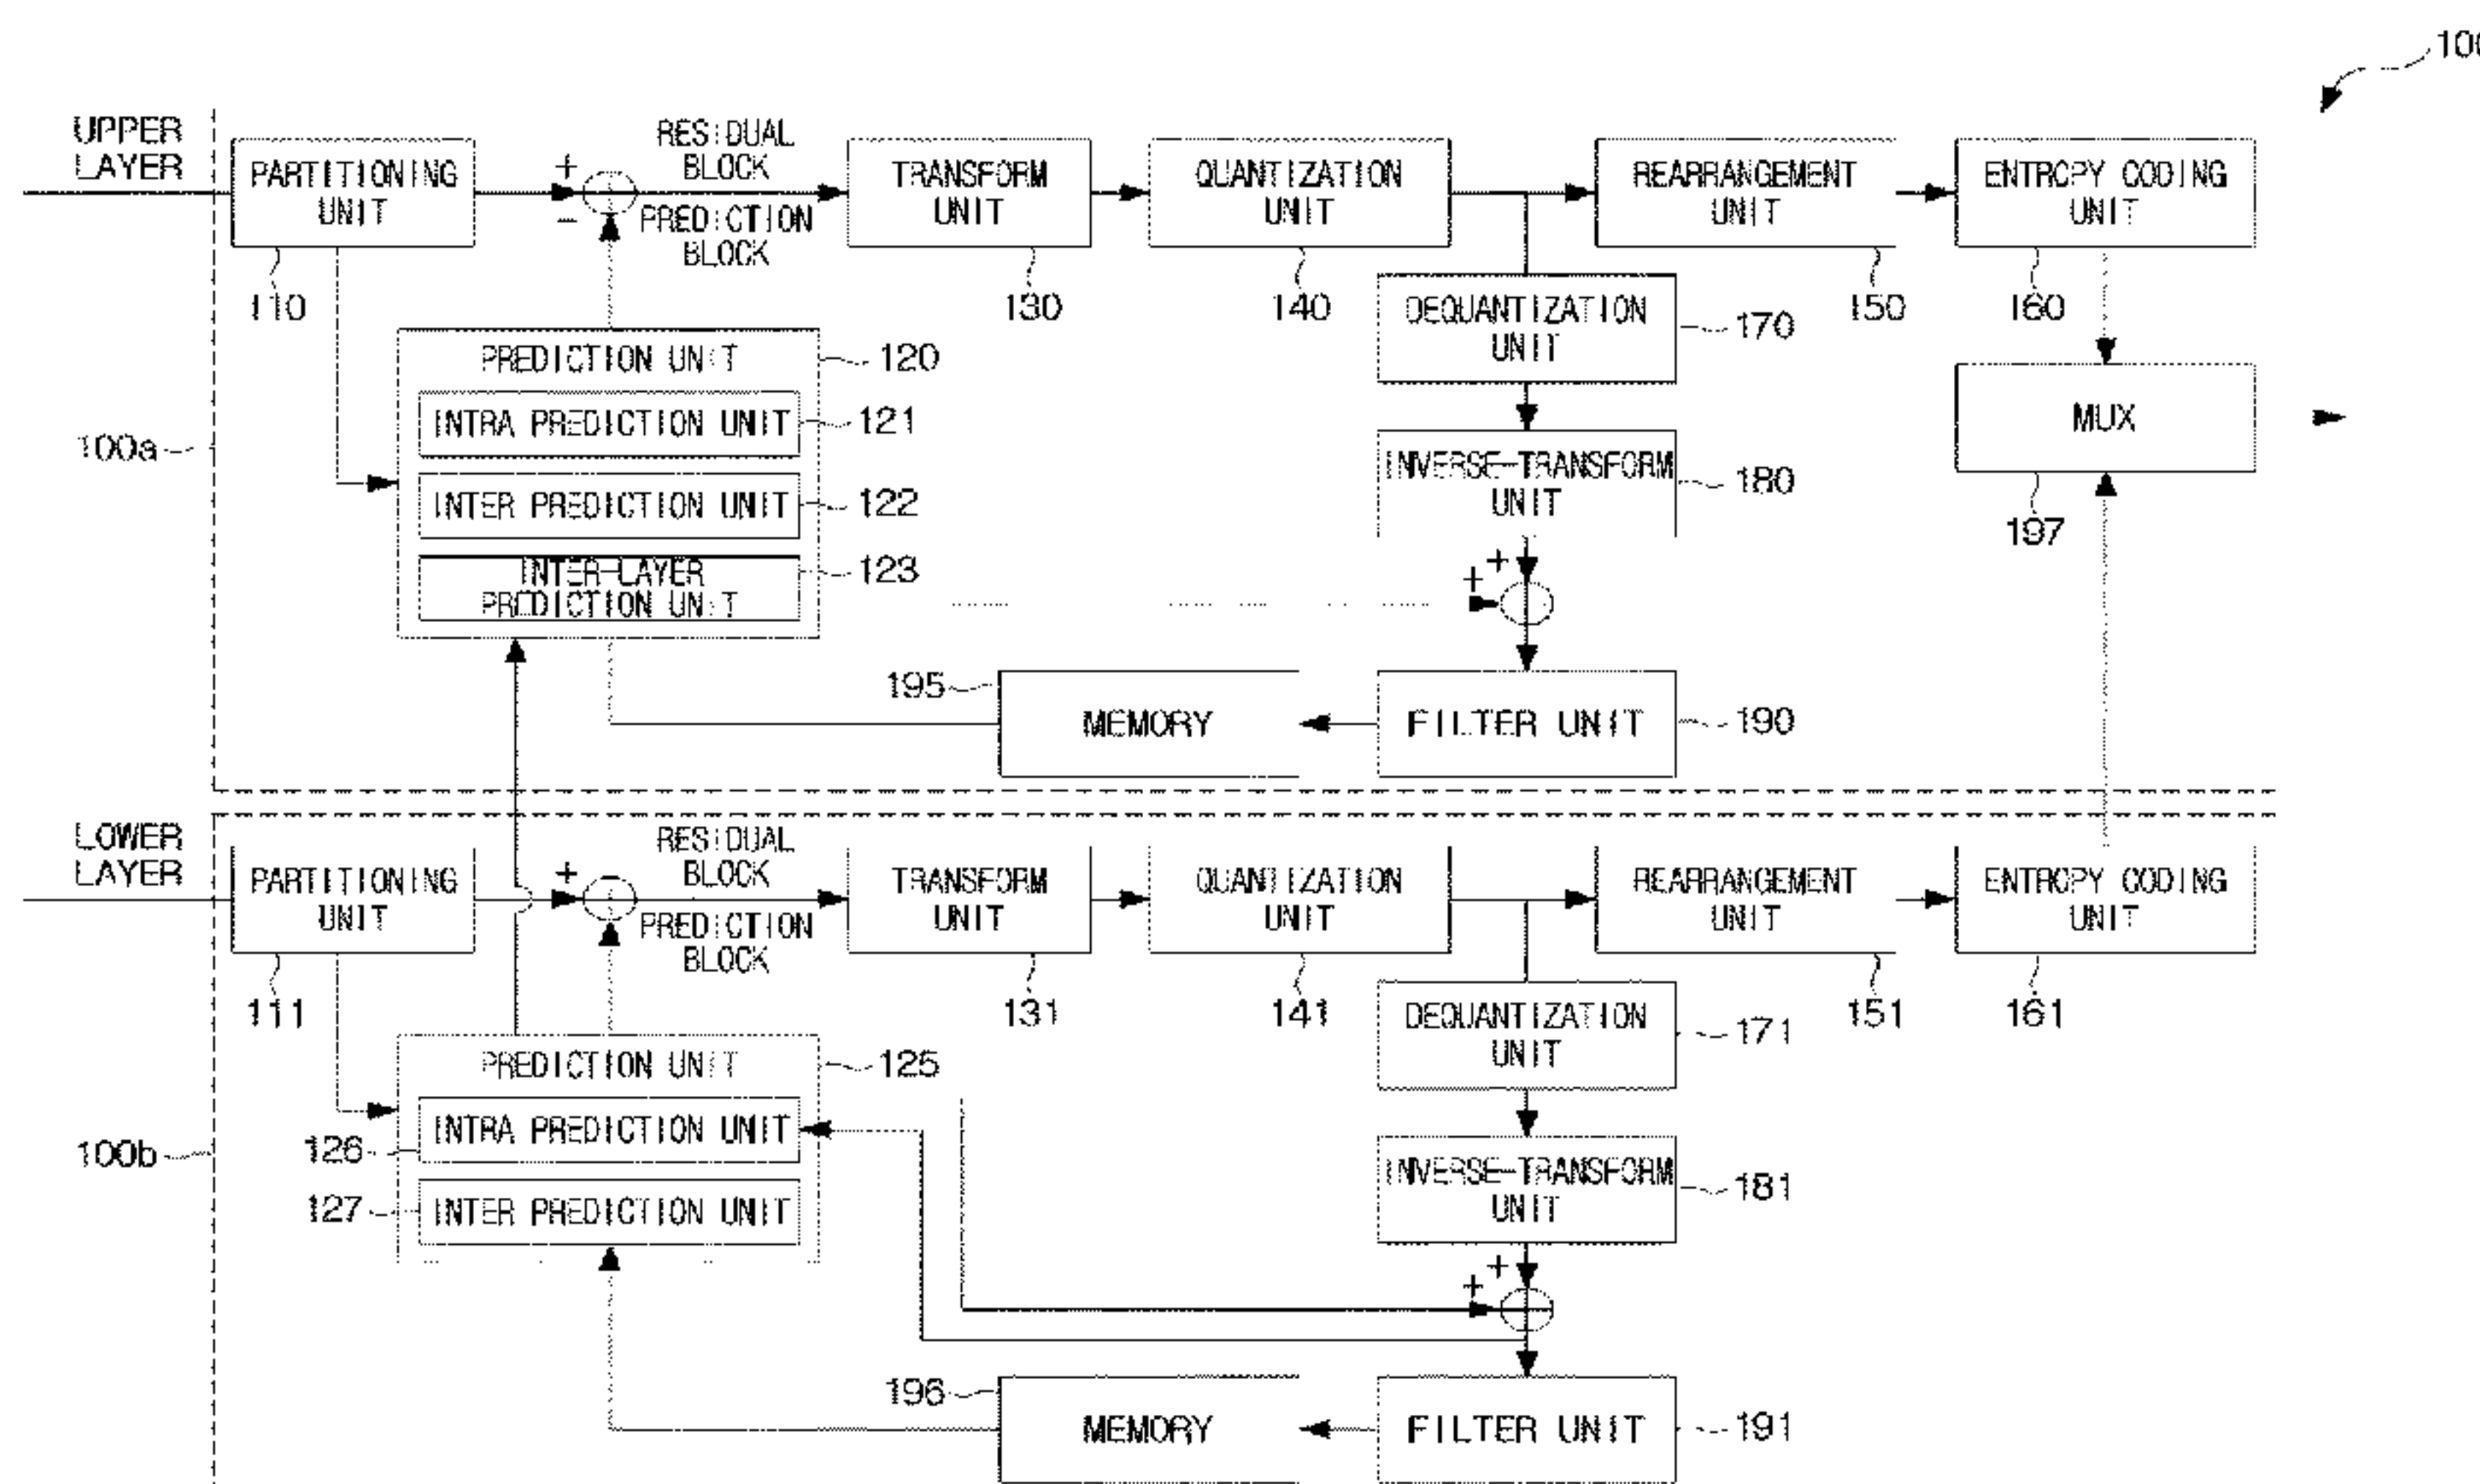 100
UPPER
LAYER
PARTITIONING
UNIT
110
+
−
RESIDUAL
BLOCK
PREDICTION
BLOCK
TRANSFORM
UNIT
130
QUANTIZATION
UNIT
140
REARRANGEMENT
UNIT
150
ENTROPY CODING
UNIT
160
DEQUANTIZATION
UNIT
170
PREDICTION UNIT
120
INTRA PREDICTION UNIT
121
INTER PREDICTION UNIT
122
INTER-LAYER
PREDICTION UNIT
123
100a
INVERSE-TRANSFORM
UNIT
180
MUX
197
+
+
195
MEMORY
FILTER UNIT
190
LOWER
LAYER
PARTITIONING
UNIT
111
+
RESIDUAL
BLOCK
PREDICTION
BLOCK
TRANSFORM
UNIT
131
QUANTIZATION
UNIT
141
REARRANGEMENT
UNIT
151
ENTROPY CODING
UNIT
161
DEQUANTIZATION
UNIT
171
PREDICTION UNIT
125
INTRA PREDICTION UNIT
126
INTER PREDICTION UNIT
127
100b
INVERSE-TRANSFORM
UNIT
181
+
+
196
MEMORY
FILTER UNIT
191